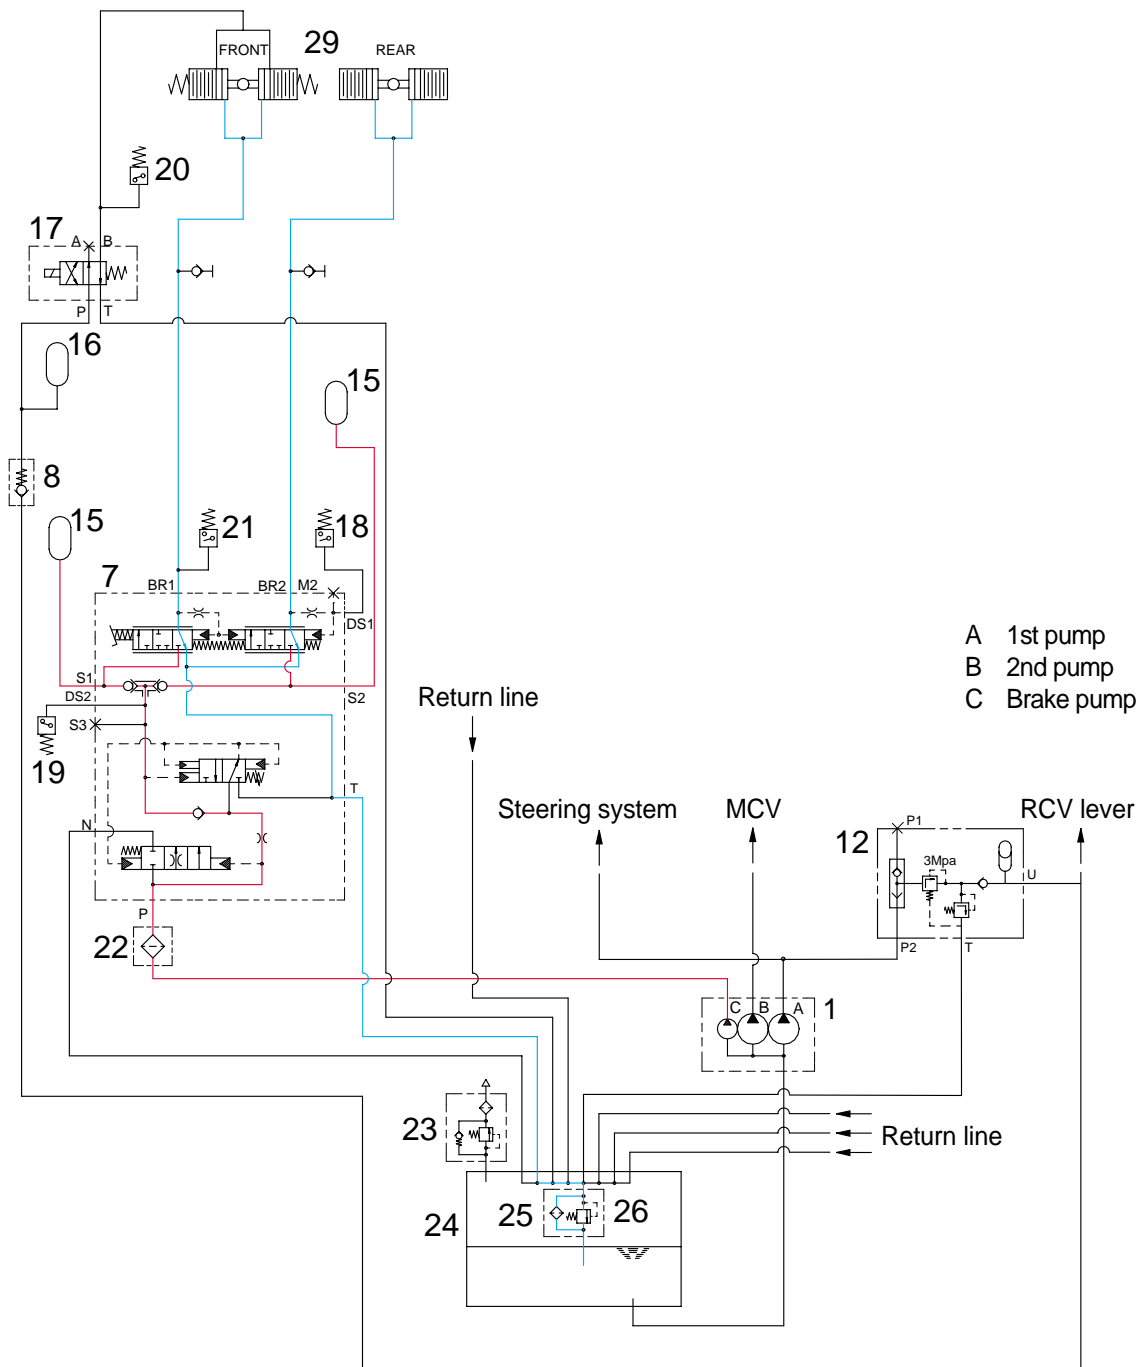 FRONT 29 REAR
20
17
A B
P T
16
15
8
15
21 18
7 BR1 BR2 M2
DS1
A 1st pump
B 2nd pump
C Brake pump
S1
S2
DS2
S3
Return line
19
T
Steering system MCV RCV lever
P1
12
3Mpa
U
N
P
22
P2 T
C B A 1
23
Return line
24 25 26